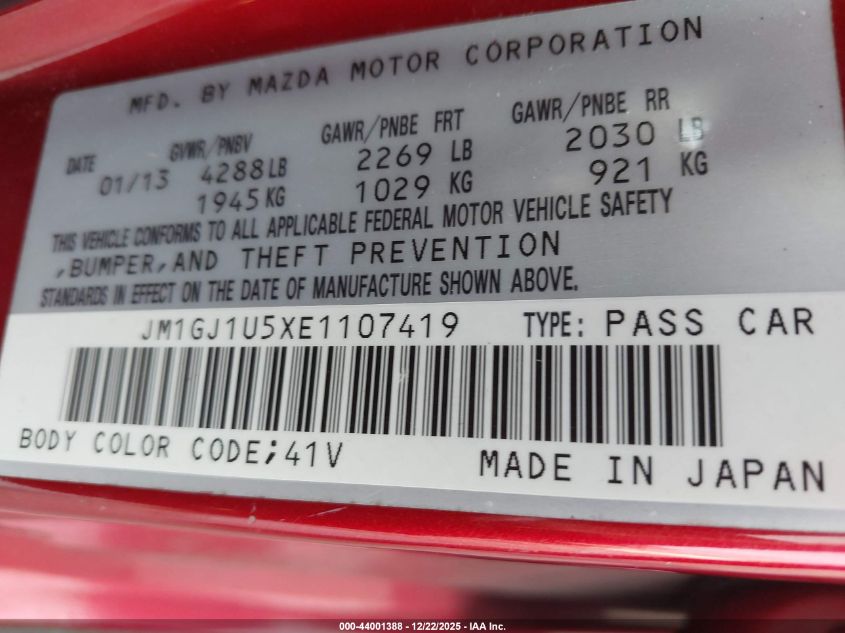 MFD. BY MAZDA MOTOR CORPORATION
DATE GVWR/PNBV GAWR/PNBE FRT GAWR/PNBE RR
01/13 4288 LB 2269 LB 2030 LB
1945 KG 1029 KG 921 KG
THIS VEHICLE CONFORMS TO ALL APPLICABLE FEDERAL MOTOR VEHICLE SAFETY
,BUMPER,AND THEFT PREVENTION
STANDARDS IN EFFECT ON THE DATE OF MANUFACTURE SHOWN ABOVE.
JM1GJ1U5XE1107419 TYPE: PASS CAR
BODY COLOR CODE;41V MADE IN JAPAN
000-44001388 - 12/22/2025 - IAA Inc.